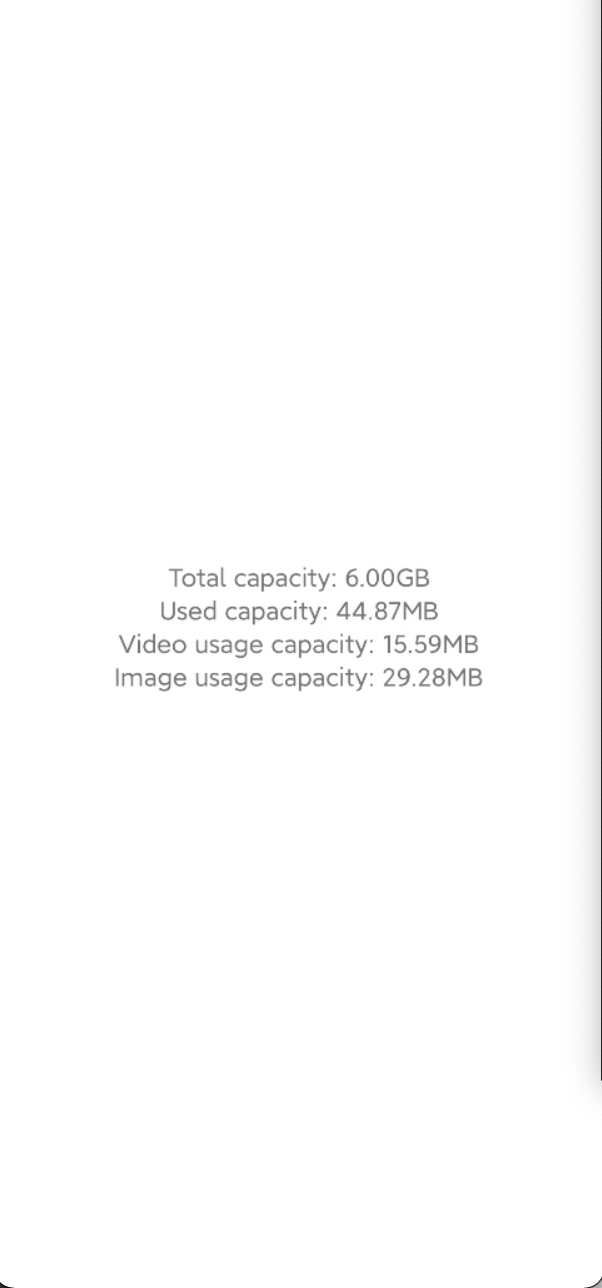 Total capacity: 6.00GB
Used capacity: 44.87MB
Video usage capacity: 15.59MB
Image usage capacity: 29.28MB